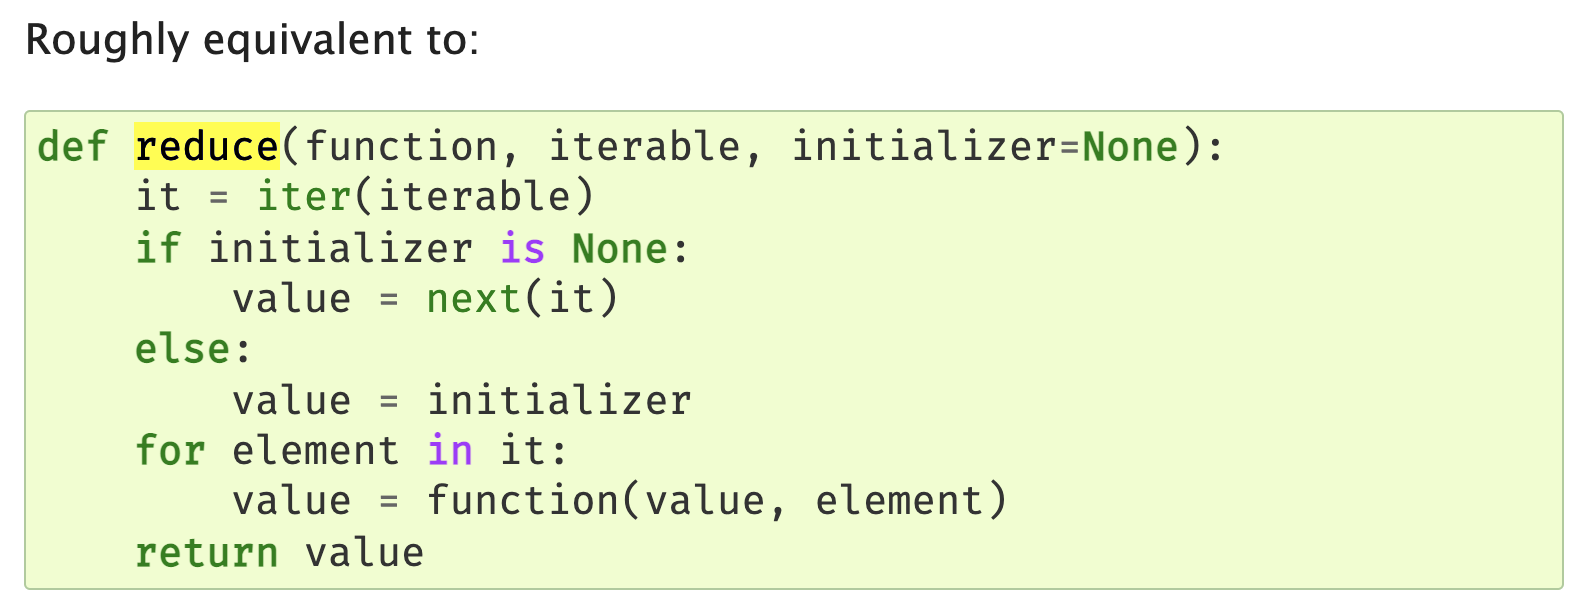 Roughly equivalent to:
def reduce(function, iterable, initializer=None):
    it = iter(iterable)
    if initializer is None:
        value = next(it)
    else:
        value = initializer
    for element in it:
        value = function(value, element)
    return value